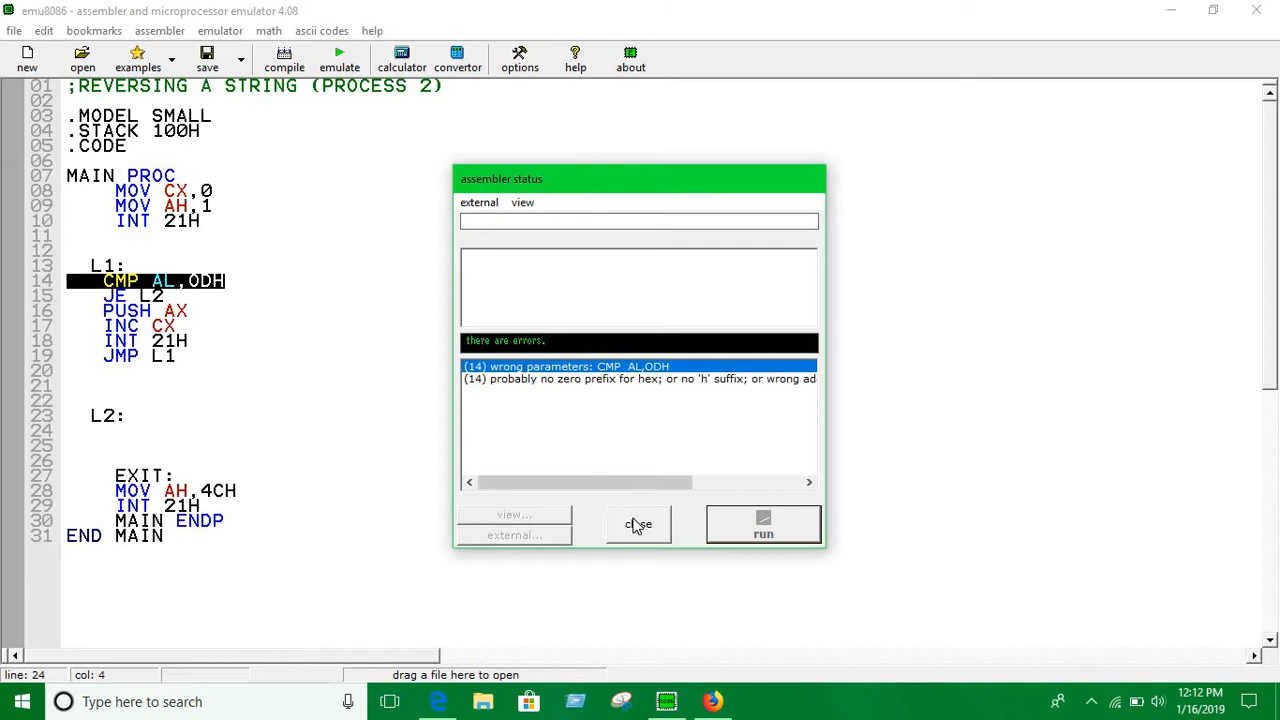 emu8086 - assembler and microprocessor emulator 4.08
file edit bookmarks assembler emulator math ascii codes help
new open examples save compile emulate calculator convertor options help about
01 ;REVERSING A STRING (PROCESS 2)
02
03 .MODEL SMALL
04 .STACK 100H
05 .CODE
06
07 MAIN PROC
08 MOV CX,0
09 MOV AH,1
10 INT 21H
11
12
13 L1:
14 CMP AL,ODH
15 JE L2
16 PUSH AX
17 INC CX
18 INT 21H
19 JMP L1
20
21
22
23 L2:
24
25
26
27 EXIT:
28 MOV AH,4CH
29 INT 21H
30 MAIN ENDP
31 END MAIN
assembler status
external view
there are errors.
(14) wrong parameters: CMP AL,ODH
(14) probably no zero prefix for hex; or no 'h' suffix; or wrong ad
view...
external...
close
run
line: 24 col: 4 drag a file here to open
Type here to search
12:12 PM
1/16/2019